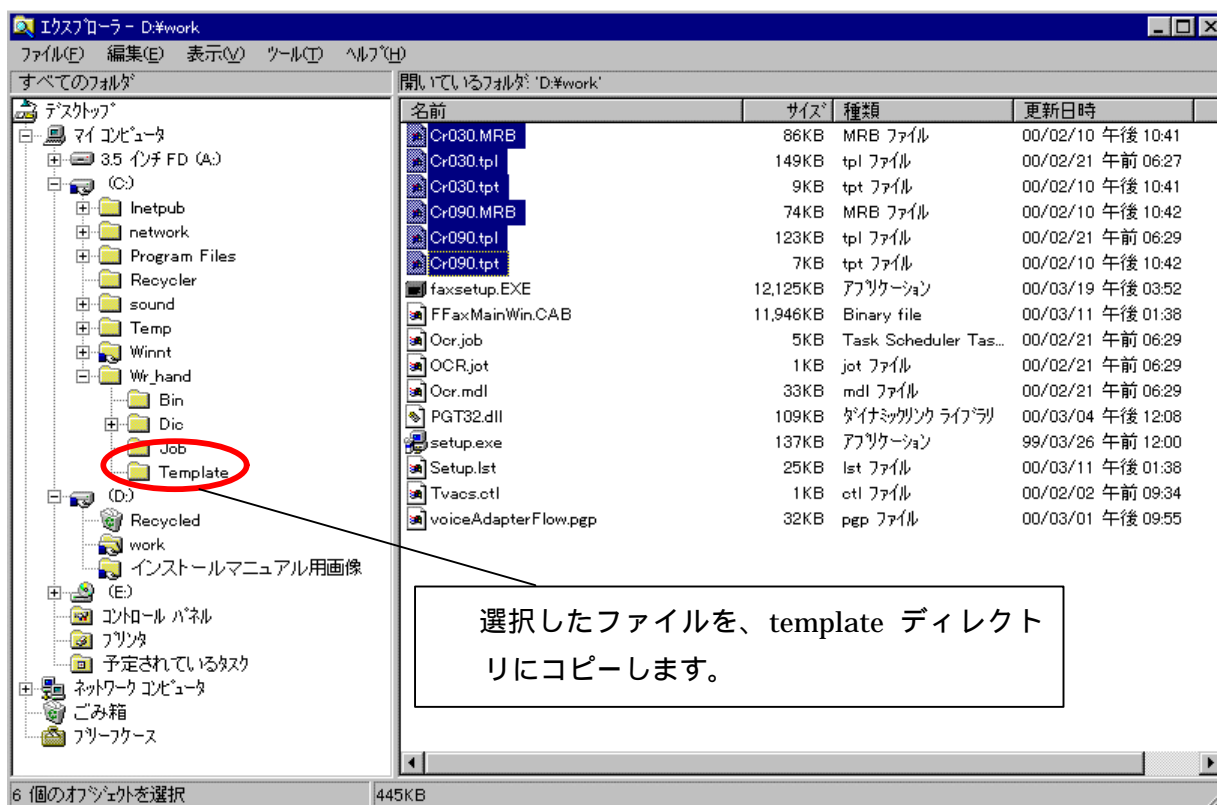 エクスプローラー - D:¥work
ファイル(F) 編集(E) 表示(V) ツール(T) ヘルプ(H)
すべてのフォルダ
開いているフォルダ: 'D:¥work'
デスクトップ
マイ コンピュータ
3.5 インチ FD (A:)
(C:)
Inetpub
network
Program Files
Recycler
sound
Temp
Winnt
Wr_hand
Bin
Dic
Job
Template
(D:)
Recycled
work
インストールマニュアル用画像
(E:)
コントロール パネル
プリンタ
予定されているタスク
ネットワーク コンピュータ
ごみ箱
ブリーフケース
名前 サイズ 種類 更新日時
Cr030.MRB 86KB MRB ファイル 00/02/10 午後 10:41
Cr030.tpl 149KB tpl ファイル 00/02/21 午前 06:27
Cr030.tpt 9KB tpt ファイル 00/02/10 午後 10:41
Cr090.MRB 74KB MRB ファイル 00/02/10 午後 10:42
Cr090.tpl 123KB tpl ファイル 00/02/21 午前 06:29
Cr090.tpt 7KB tpt ファイル 00/02/10 午後 10:42
faxsetup.EXE 12,125KB アプリケーション 00/03/19 午後 03:52
FFaxMainWin.CAB 11,946KB Binary file 00/03/11 午後 01:38
Ocr.job 5KB Task Scheduler Tas... 00/02/21 午前 06:29
OCR.jot 1KB jot ファイル 00/02/21 午前 06:29
Ocr.mdl 33KB mdl ファイル 00/02/21 午前 06:29
PGT32.dll 109KB ダイナミックリンク ライブラリ 00/03/04 午後 12:08
setup.exe 137KB アプリケーション 99/03/26 午前 12:00
Setup.lst 25KB lst ファイル 00/03/11 午後 01:38
Tvacs.ctl 1KB ctl ファイル 00/02/02 午前 09:34
voiceAdapterFlow.pgp 32KB pgp ファイル 00/03/01 午後 09:55
選択したファイルを、template ディレクト
リにコピーします。
6 個のオブジェクトを選択 445KB